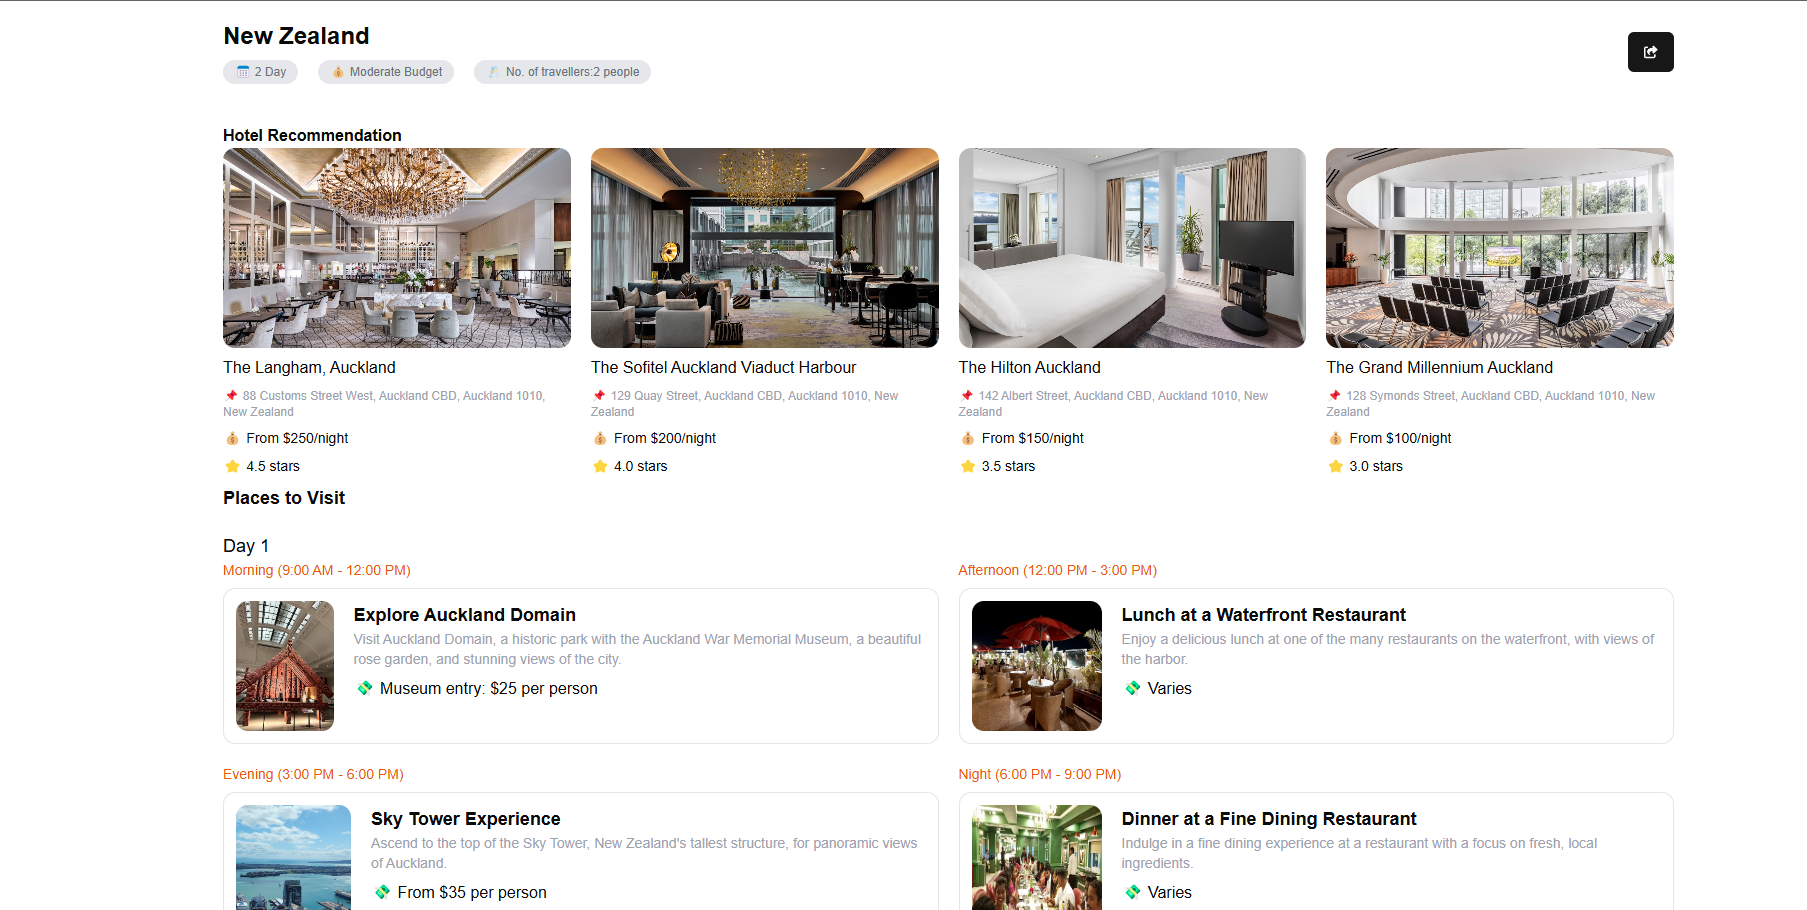 New Zealand
2 Day
Moderate Budget
No. of travellers:2 people
Hotel Recommendation
The Langham, Auckland
88 Customs Street West, Auckland CBD, Auckland 1010,
New Zealand
From $250/night
4.5 stars
The Sofitel Auckland Viaduct Harbour
129 Quay Street, Auckland CBD, Auckland 1010, New
Zealand
From $200/night
4.0 stars
The Hilton Auckland
142 Albert Street, Auckland CBD, Auckland 1010, New
Zealand
From $150/night
3.5 stars
The Grand Millennium Auckland
128 Symonds Street, Auckland CBD, Auckland 1010, New
Zealand
From $100/night
3.0 stars
Places to Visit
Day 1
Morning (9:00 AM - 12:00 PM)
Explore Auckland Domain
Visit Auckland Domain, a historic park with the Auckland War Memorial Museum, a beautiful
rose garden, and stunning views of the city.
Museum entry: $25 per person
Afternoon (12:00 PM - 3:00 PM)
Lunch at a Waterfront Restaurant
Enjoy a delicious lunch at one of the many restaurants on the waterfront, with views of
the harbor.
Varies
Evening (3:00 PM - 6:00 PM)
Sky Tower Experience
Ascend to the top of the Sky Tower, New Zealand's tallest structure, for panoramic views
of Auckland.
From $35 per person
Night (6:00 PM - 9:00 PM)
Dinner at a Fine Dining Restaurant
Indulge in a fine dining experience at a restaurant with a focus on fresh, local
ingredients.
Varies